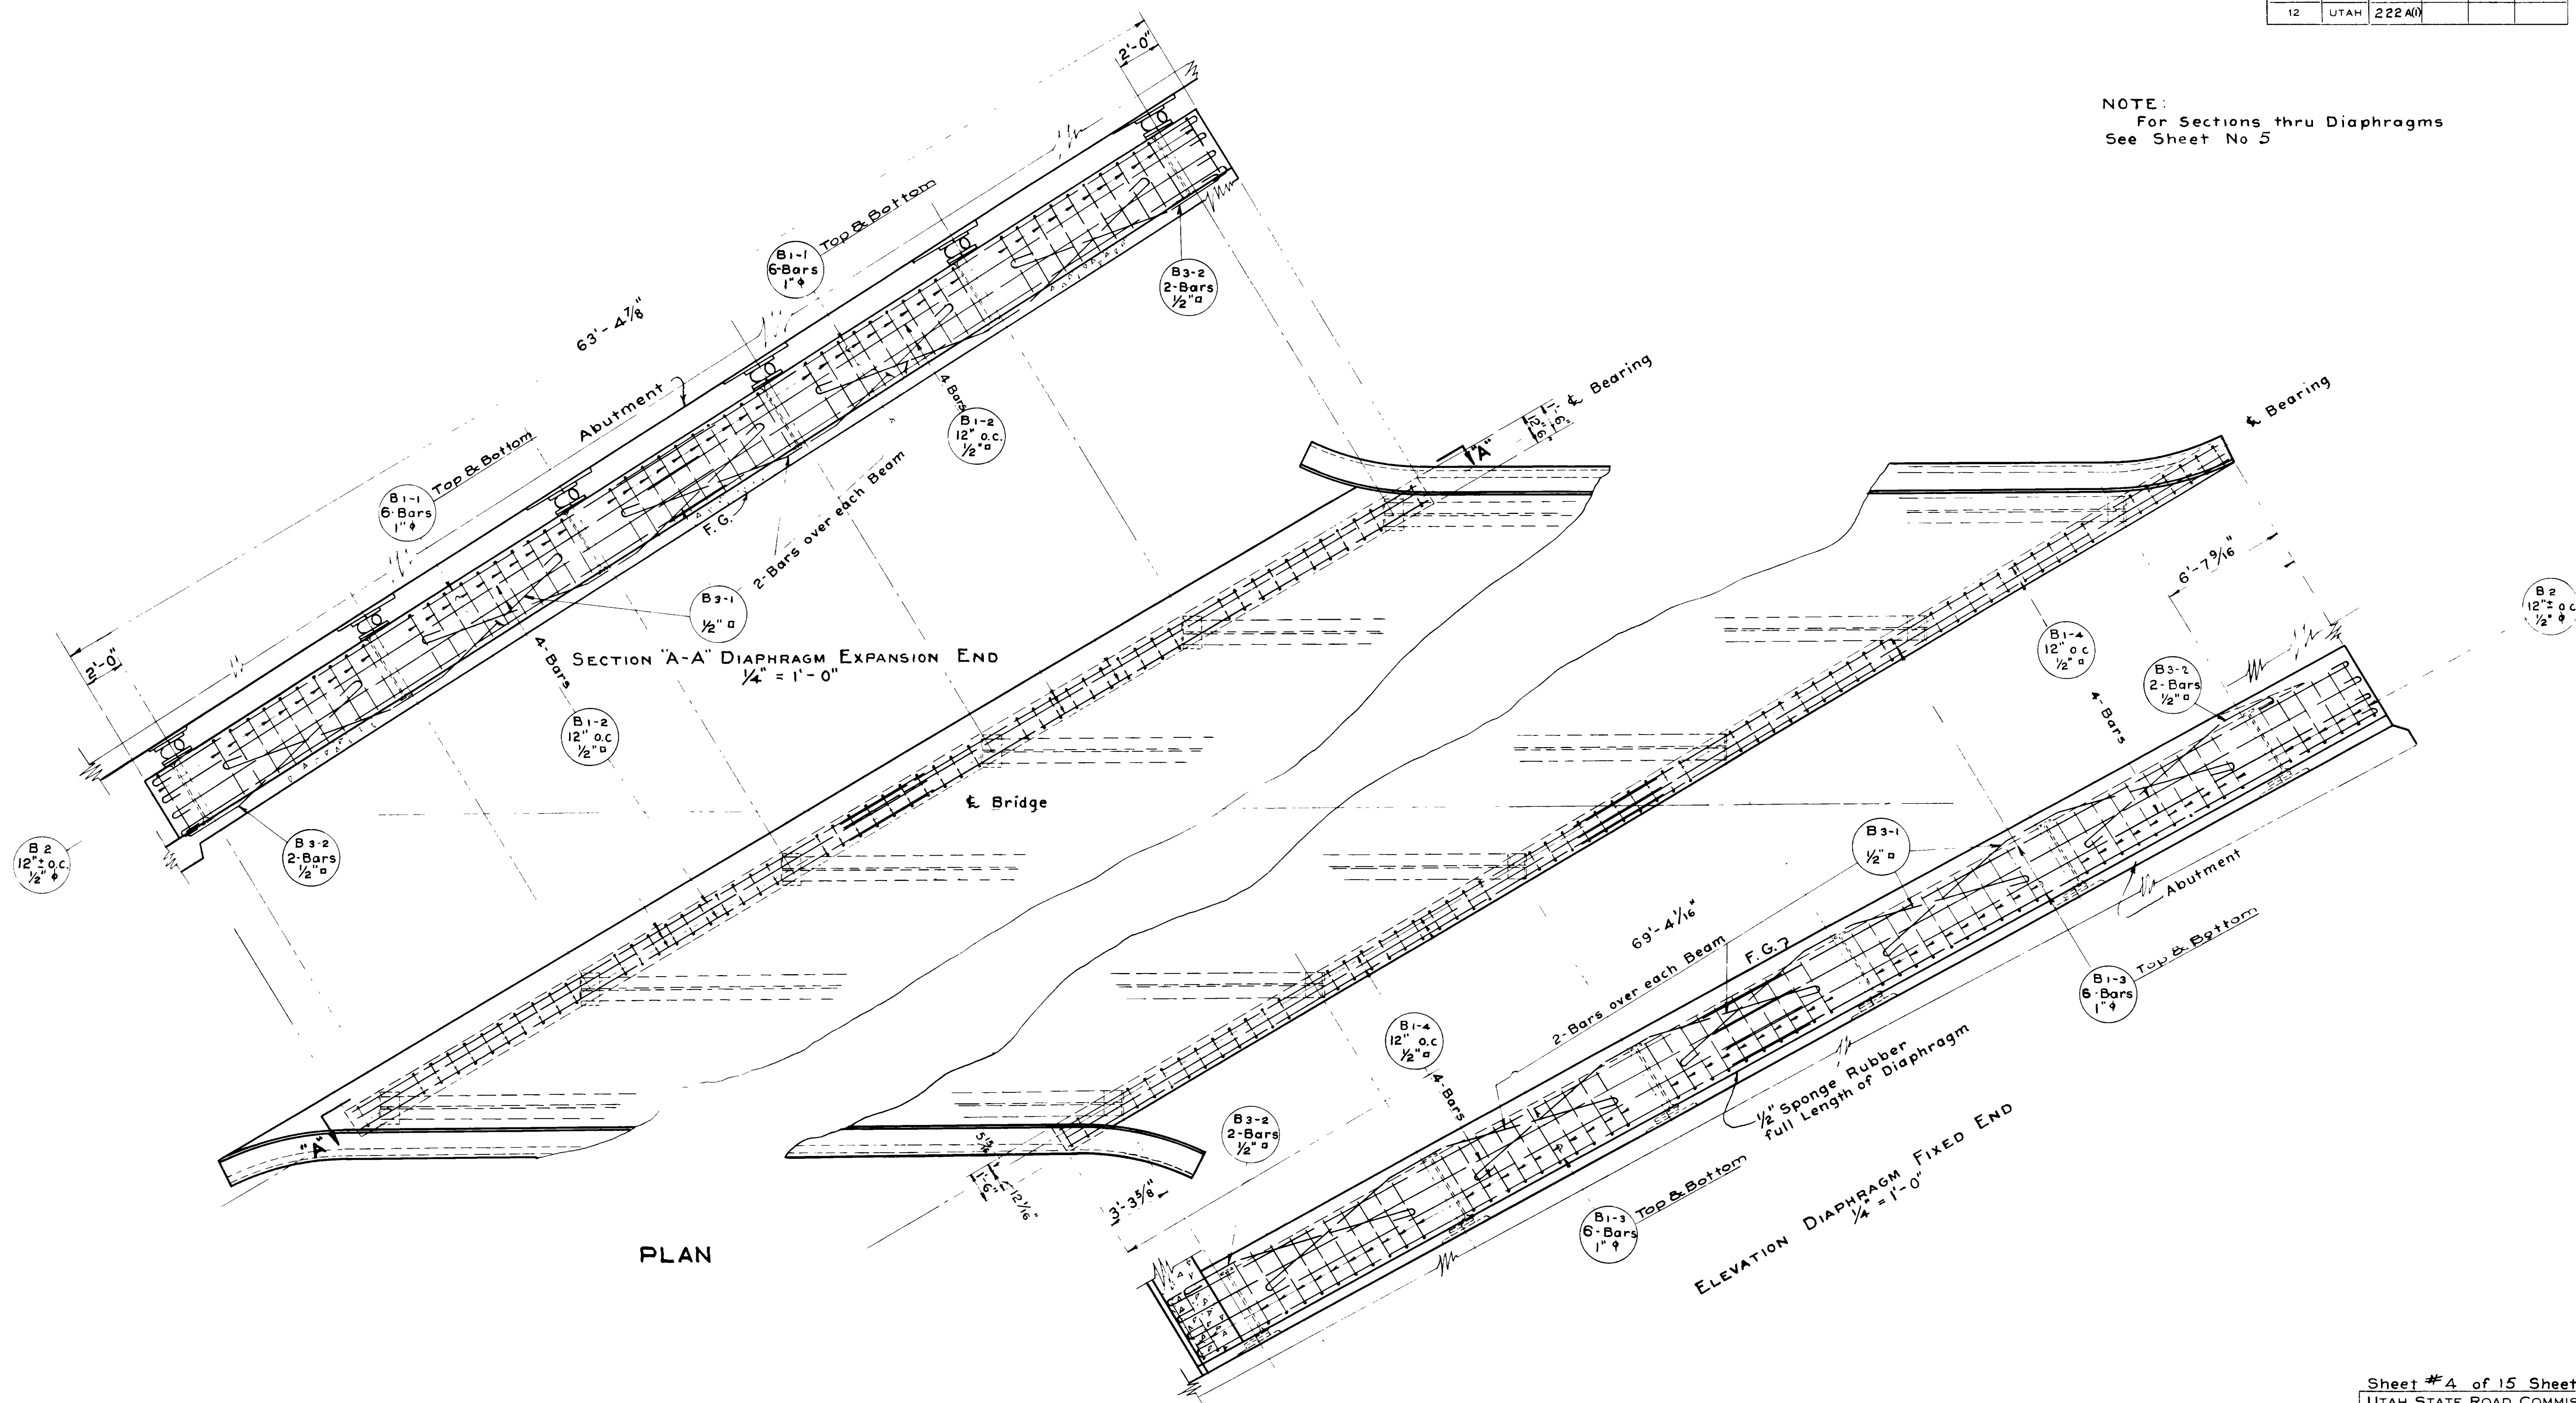 12 UTAH 222 A(1)
NOTE:
For Sections thru Diaphragms
See Sheet No 5
2'-0"
63'-4⅞"
B1-1
6-Bars
1"ϕ
Top & Bottom
B3-2
2-Bars
½"□
Abutment
B1-1
6-Bars
1"ϕ
Top & Bottom
4 Bars
B1-2
12" o.c.
½"□
F.G.
2-Bars over each Beam
B3-1
½"□
2'-0"
4-Bars
B1-2
12" o.c
½"□
SECTION "A-A" DIAPHRAGM EXPANSION END
¼" = 1'-0"
B2
12"± o.c.
½"ϕ
B3-2
2-Bars
½"□
℄ Bearing
"A"
℄ Bearing
℄ Bridge
"A"
1'-6"
3'-3⅝"
PLAN
6'-7 9/16"
B2
12"± o.c
½"ϕ
B1-4
12" o.c
½"□
4-Bars
B3-2
2-Bars
½"□
B3-1
½"□
69'-4 1/16"
2-Bars over each Beam
F.G.
Abutment
B1-3
6-Bars
1"ϕ
Top & Bottom
B1-4
12" o.c
½"□
4-Bars
B3-2
2-Bars
½"□
½" Sponge Rubber
full Length of Diaphragm
B1-3
6-Bars
1"ϕ
Top & Bottom
ELEVATION DIAPHRAGM FIXED END
¼" = 1'-0"
Sheet #4 of 15 Sheet
UTAH STATE ROAD COMMIS